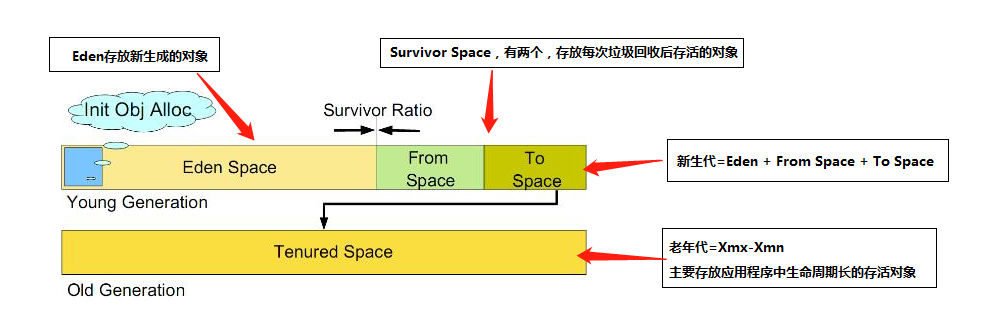 Eden存放新生成的对象
Survivor Space，有两个，存放每次垃圾回收后存活的对象
Init Obj Alloc
Survivor Ratio
Eden Space
From
Space
To
Space
新生代=Eden + From Space + To Space
Young Generation
Tenured Space
老年代=Xmx-Xmn
主要存放应用程序中生命周期长的存活对象
Old Generation